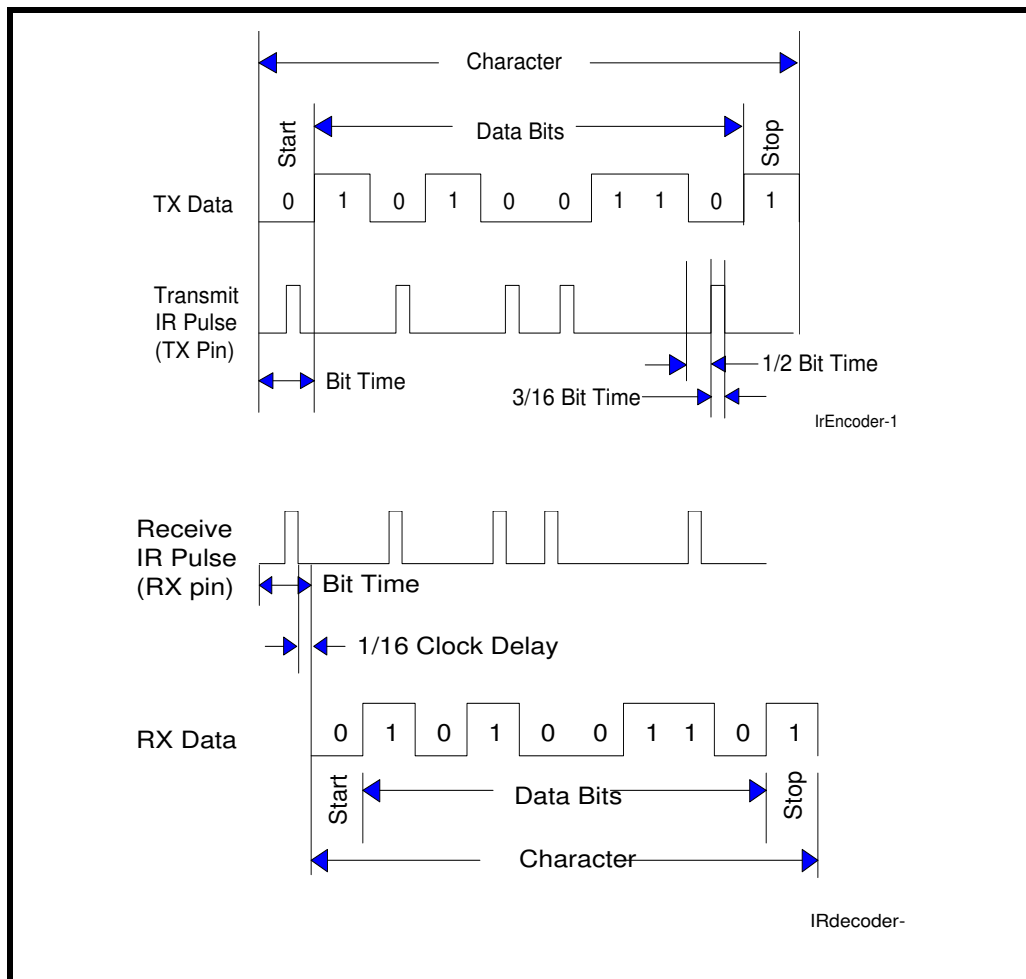 Character
Start
Data Bits
Stop
TX Data 0 1 0 1 0 0 1 1 0 1
Transmit
IR Pulse
(TX Pin)
Bit Time
1/2 Bit Time
3/16 Bit Time
IrEncoder-1
Receive
IR Pulse
(RX pin)
Bit Time
1/16 Clock Delay
RX Data 0 1 0 1 0 0 1 1 0 1
Start
Data Bits
Stop
Character
IRdecoder-